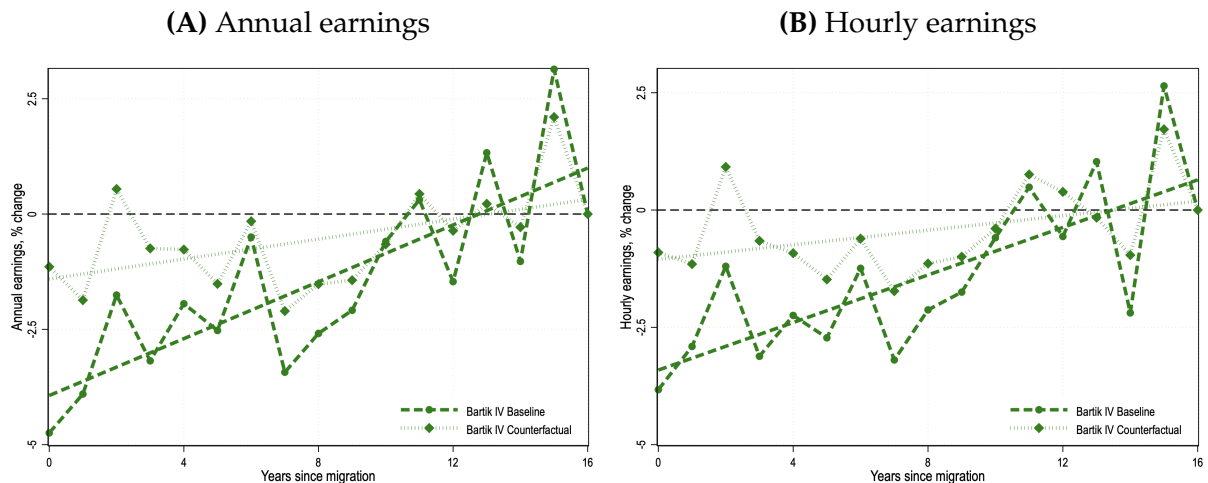 (A) Annual earnings
Annual earnings, % change
2.5
0
-2.5
-5
0 4 8 12 16
Years since migration
Bartik IV Baseline
Bartik IV Counterfactual
(B) Hourly earnings
Hourly earnings, % change
2.5
0
-2.5
-5
0 4 8 12 16
Years since migration
Bartik IV Baseline
Bartik IV Counterfactual